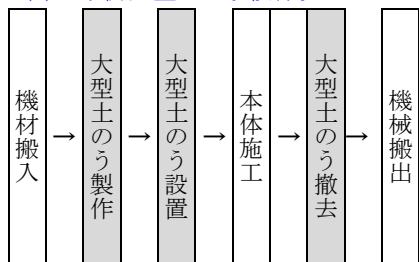 機材搬入
→
大型土のう製作
→
大型土のう設置
→
本体施工
→
大型土のう撤去
→
機械搬出